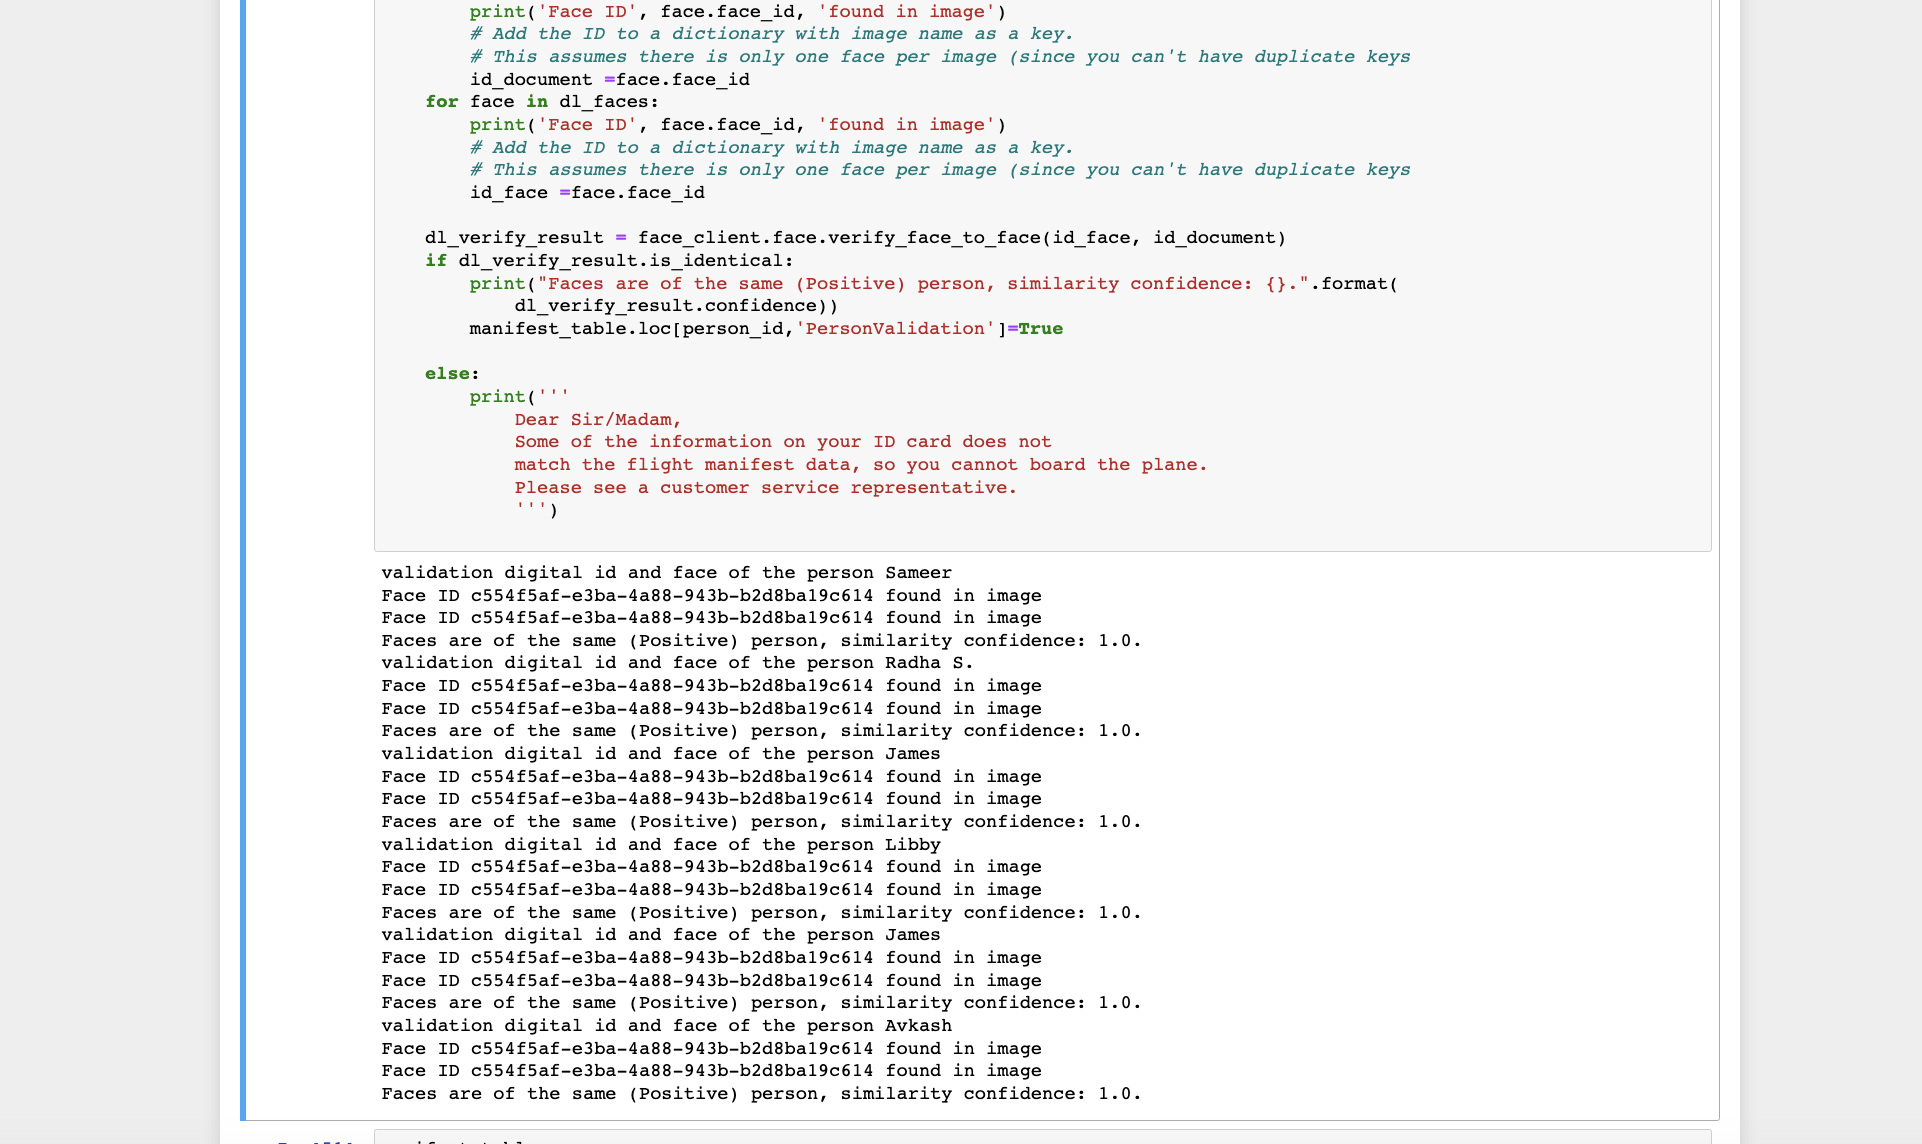 print('Face ID', face.face_id, 'found in image')
# Add the ID to a dictionary with image name as a key.
# This assumes there is only one face per image (since you can't have duplicate keys
id_document =face.face_id
for face in dl_faces:
print('Face ID', face.face_id, 'found in image')
# Add the ID to a dictionary with image name as a key.
# This assumes there is only one face per image (since you can't have duplicate keys
id_face =face.face_id
dl_verify_result = face_client.face.verify_face_to_face(id_face, id_document)
if dl_verify_result.is_identical:
print("Faces are of the same (Positive) person, similarity confidence: {}.".format(
dl_verify_result.confidence))
manifest_table.loc[person_id,'PersonValidation']=True
else:
print('''
Dear Sir/Madam,
Some of the information on your ID card does not
match the flight manifest data, so you cannot board the plane.
Please see a customer service representative.
''')
validation digital id and face of the person Sameer
Face ID c554f5af-e3ba-4a88-943b-b2d8ba19c614 found in image
Face ID c554f5af-e3ba-4a88-943b-b2d8ba19c614 found in image
Faces are of the same (Positive) person, similarity confidence: 1.0.
validation digital id and face of the person Radha S.
Face ID c554f5af-e3ba-4a88-943b-b2d8ba19c614 found in image
Face ID c554f5af-e3ba-4a88-943b-b2d8ba19c614 found in image
Faces are of the same (Positive) person, similarity confidence: 1.0.
validation digital id and face of the person James
Face ID c554f5af-e3ba-4a88-943b-b2d8ba19c614 found in image
Face ID c554f5af-e3ba-4a88-943b-b2d8ba19c614 found in image
Faces are of the same (Positive) person, similarity confidence: 1.0.
validation digital id and face of the person Libby
Face ID c554f5af-e3ba-4a88-943b-b2d8ba19c614 found in image
Face ID c554f5af-e3ba-4a88-943b-b2d8ba19c614 found in image
Faces are of the same (Positive) person, similarity confidence: 1.0.
validation digital id and face of the person James
Face ID c554f5af-e3ba-4a88-943b-b2d8ba19c614 found in image
Face ID c554f5af-e3ba-4a88-943b-b2d8ba19c614 found in image
Faces are of the same (Positive) person, similarity confidence: 1.0.
validation digital id and face of the person Avkash
Face ID c554f5af-e3ba-4a88-943b-b2d8ba19c614 found in image
Face ID c554f5af-e3ba-4a88-943b-b2d8ba19c614 found in image
Faces are of the same (Positive) person, similarity confidence: 1.0.